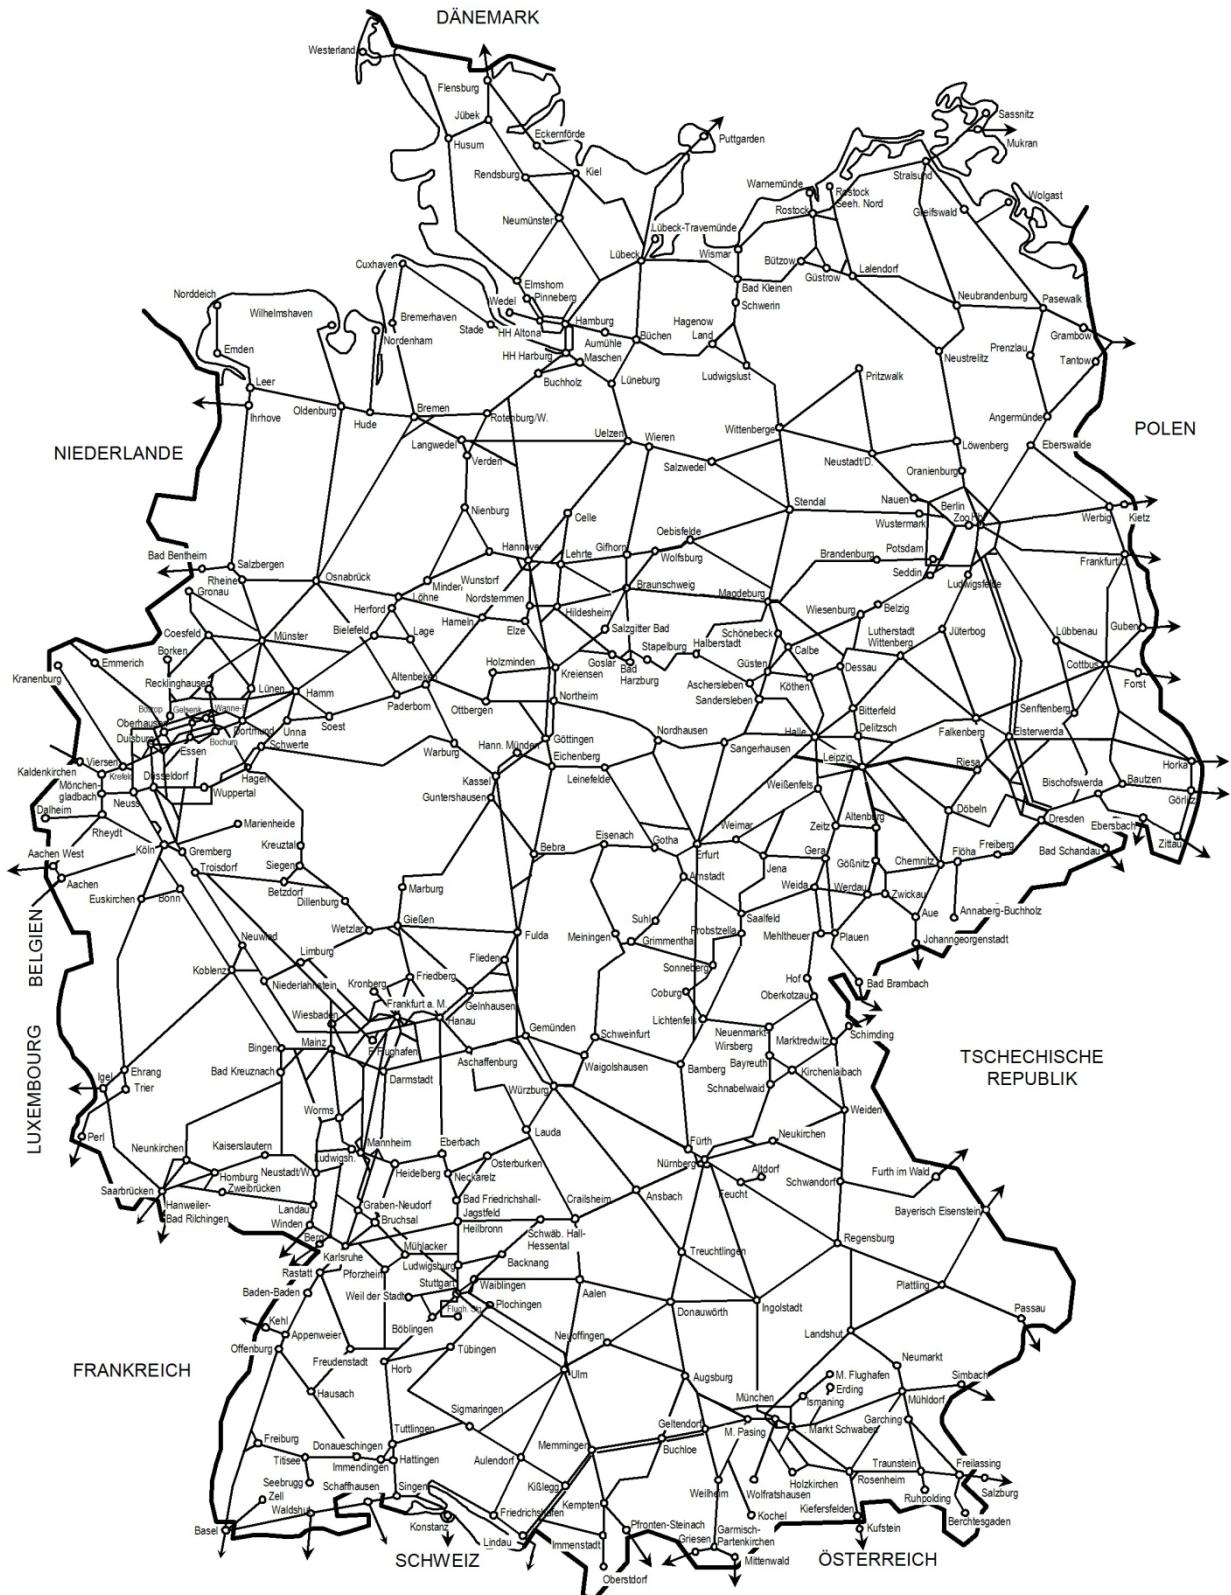 DÄNEMARK
Westerland
Flensburg
Sassnitz
Jübek
Eckernförde
Puttgarden
Mukran
Husum
Rendsburg
Kiel
Stralsund
Warnemünde
Rostock
Seeh. Nord
Wolgast
Rostock
Greifswald
Neumünster
Lübeck-Travemünde
Lübeck
Wismar
Cuxhaven
Bützow
Güstrow
Lalendorf
Elmshorn
Pinneberg
Bad Kleinen
Norddeich
Wedel
Schwerin
Neubrandenburg
Pasewalk
Wilhelmshaven
Bremerhaven
Stade
Hamburg
Hagenow
Land
HH Altona
Aumühle
Büchen
Grambow
Nordenham
HH Harburg
Maschen
Prenzlau
Tantow
Emden
Neustrelitz
Leer
Buchholz
Lüneburg
Ludwigslust
Pritzwalk
Ihrhove
Oldenburg
Hude
Bremen
Rotenburg/W.
Angermünde
NIEDERLANDE
POLEN
Langwedel
Uelzen
Wieren
Wittenberge
Löwenberg
Eberswalde
Verden
Salzwedel
Neustadt/D.
Oranienburg
Nienburg
Celle
Stendal
Nauen
Berlin
Zoo
Wustermark
Werbig
Kietz
Oebisfelde
Bad Bentheim
Salzbergen
Hannover
Lehrte
Gifhorn
Wolfsburg
Brandenburg
Potsdam
Frankfurt/O.
Rheine
Osnabrück
Minden
Wunstorf
Seddin
Ludwigsfelde
Gronau
Löhne
Nordstemmen
Braunschweig
Magdeburg
Herford
Hildesheim
Wiesenburg
Belzig
Coesfeld
Münster
Bielefeld
Lage
Hameln
Elze
Salzgitter Bad
Halberstadt
Schönebeck
Calbe
Lutherstadt
Wittenberg
Jüterbog
Lübbenau
Guben
Borken
Stapelburg
Emmerich
Goslar
Bad
Harzburg
Cottbus
Kranenburg
Recklinghausen
Lünen
Hamm
Altenbeken
Holzminden
Kreiensen
Güsten
Dessau
Forst
Aschersleben
Köthen
Bottrop
Gelsenk.
Wanne-E.
Sandersleben
Oberhausen
Paderborn
Ottbergen
Northeim
Bitterfeld
Senftenberg
Duisburg
Dortmund
Unna
Soest
Bochum
Essen
Schwerte
Warburg
Hann. Münden
Göttingen
Nordhausen
Halle
Delitzsch
Falkenberg
Elsterwerda
Viersen
Eichenberg
Sangerhausen
Leipzig
Kaldenkirchen
Krefeld
Düsseldorf
Hagen
Kassel
Leinefelde
Riesa
Bischofswerda
Horka
Mönchen-
gladbach
Neuss
Wuppertal
Weißenfels
Bautzen
Guntershausen
Görlitz
Dalheim
Marienheide
Döbeln
Rheydt
Zeitz
Altenburg
Dresden
Ebersbach
Köln
Gremberg
Kreuztal
Bebra
Eisenach
Gotha
Weimar
Erfurt
Zittau
Aachen West
Troisdorf
Siegen
Gera
Gößnitz
Chemnitz
Flöha
Freiberg
Bad Schandau
Aachen
Betzdorf
Marburg
Arnstadt
Jena
Weida
Werdau
Zwickau
Euskirchen
Bonn
Dillenburg
Aue
Annaberg-Buchholz
BELGIEN
Wetzlar
Gießen
Fulda
Suhl
Saalfeld
Meiningen
Grimmenthal
Probstzella
Mehltheuer
Plauen
Johanngeorgenstadt
Neuwied
Limburg
Flieden
Sonneberg
Koblenz
Kronberg
Friedberg
Hof
Bad Brambach
Niederlahnstein
Gelnhausen
Coburg
Oberkotzau
Frankfurt a. M.
Wiesbaden
Hanau
Lichtenfels
LUXEMBOURG
Bingen
Mainz
F Flughafen
Gemünden
Schweinfurt
Neuenmarkt
Wirsberg
Marktredwitz
Schirnding
Aschaffenburg
TSCHECHISCHE
REPUBLIK
Igel
Ehrang
Bad Kreuznach
Darmstadt
Waigolshausen
Bamberg
Bayreuth
Kirchenlaibach
Trier
Würzburg
Schnabelwaid
Worms
Weiden
Perl
Lauda
Neunkirchen
Kaiserslautern
Mannheim
Eberbach
Fürth
Neukirchen
Ludwigsh.
Osterburken
Nürnberg
Homburg
Neustadt/W.
Heidelberg
Neckarelz
Altdorf
Furth im Wald
Saarbrücken
Zweibrücken
Feucht
Schwandorf
Hanweiler-
Bad Rilchingen
Landau
Graben-Neudorf
Bad Friedrichshall-
Jagstfeld
Crailsheim
Ansbach
Bayerisch Eisenstein
Winden
Bruchsal
Heilbronn
Schwäb. Hall-
Hessental
Berg
Karlsruhe
Mühlacker
Treuchtlingen
Regensburg
Backnang
Ludwigsburg
Rastatt
Pforzheim
Stuttgart
Waiblingen
Plattling
Baden-Baden
Weil der Stadt
Aalen
Plochingen
Flugh. Stg.
Donauwörth
Ingolstadt
Kehl
Passau
Appenweier
Böblingen
Neuoffingen
Landshut
Offenburg
Tübingen
FRANKREICH
Freudenstadt
Horb
Neumarkt
Ulm
Augsburg
M. Flughafen
Erding
Simbach
Hausach
München
Ismaning
Mühldorf
Sigmaringen
Geltendorf
Garching
Tuttlingen
M. Pasing
Markt Schwaben
Freiburg
Donaueschingen
Memmingen
Buchloe
Titisee
Immendingen
Hattingen
Aulendorf
Traunstein
Freilassing
Seebrugg
Schaffhausen
Singen
Kißlegg
Weilheim
Wolfratshausen
Holzkirchen
Rosenheim
Salzburg
Zell
Kempten
Kiefersfelden
Ruhpolding
Waldshut
Friedrichshafen
Kochel
Berchtesgaden
Basel
Konstanz
Pfronten-Steinach
Garmisch-
Partenkirchen
Kufstein
Lindau
Immenstadt
Griesen
SCHWEIZ
Mittenwald
ÖSTERREICH
Oberstdorf